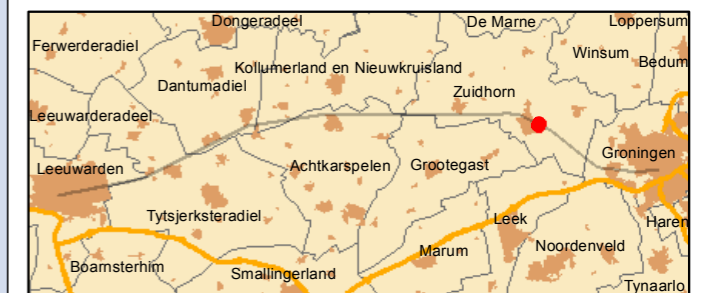 Dongeradeel
De Marne
Loppersum
Ferwerderadiel
Winsum
Bedum
Kollumerland en Nieuwkruisland
Dantumadiel
Zuidhorn
Leeuwarderadeel
Groningen
Leeuwarden
Achtkarspelen
Grootegast
Tytsjerksteradiel
Leek
Haren
Noordenveld
Marum
Boarnsterhim
Smallingerland
Tynaarlo